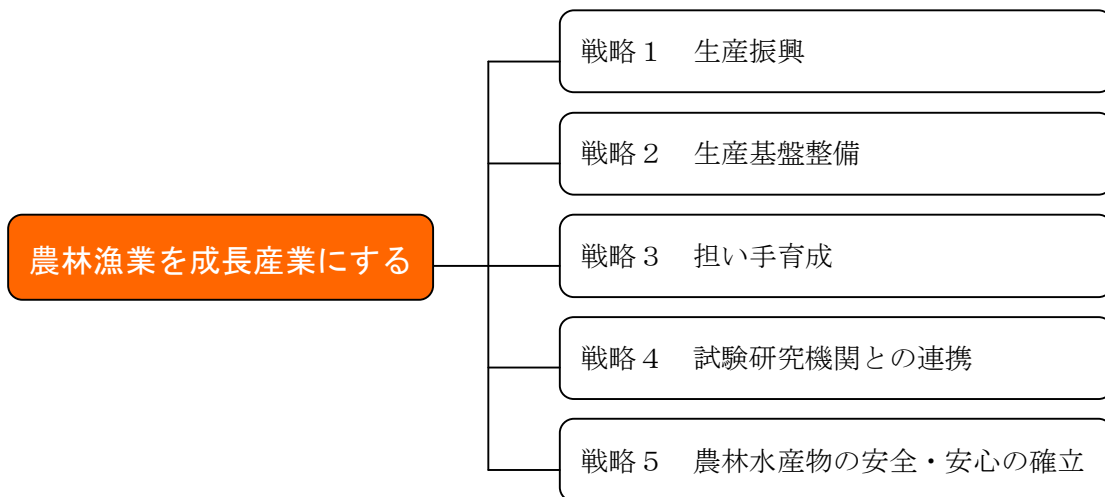 農林漁業を成長産業にする
戦略１　生産振興
戦略２　生産基盤整備
戦略３　担い手育成
戦略４　試験研究機関との連携
戦略５　農林水産物の安全・安心の確立